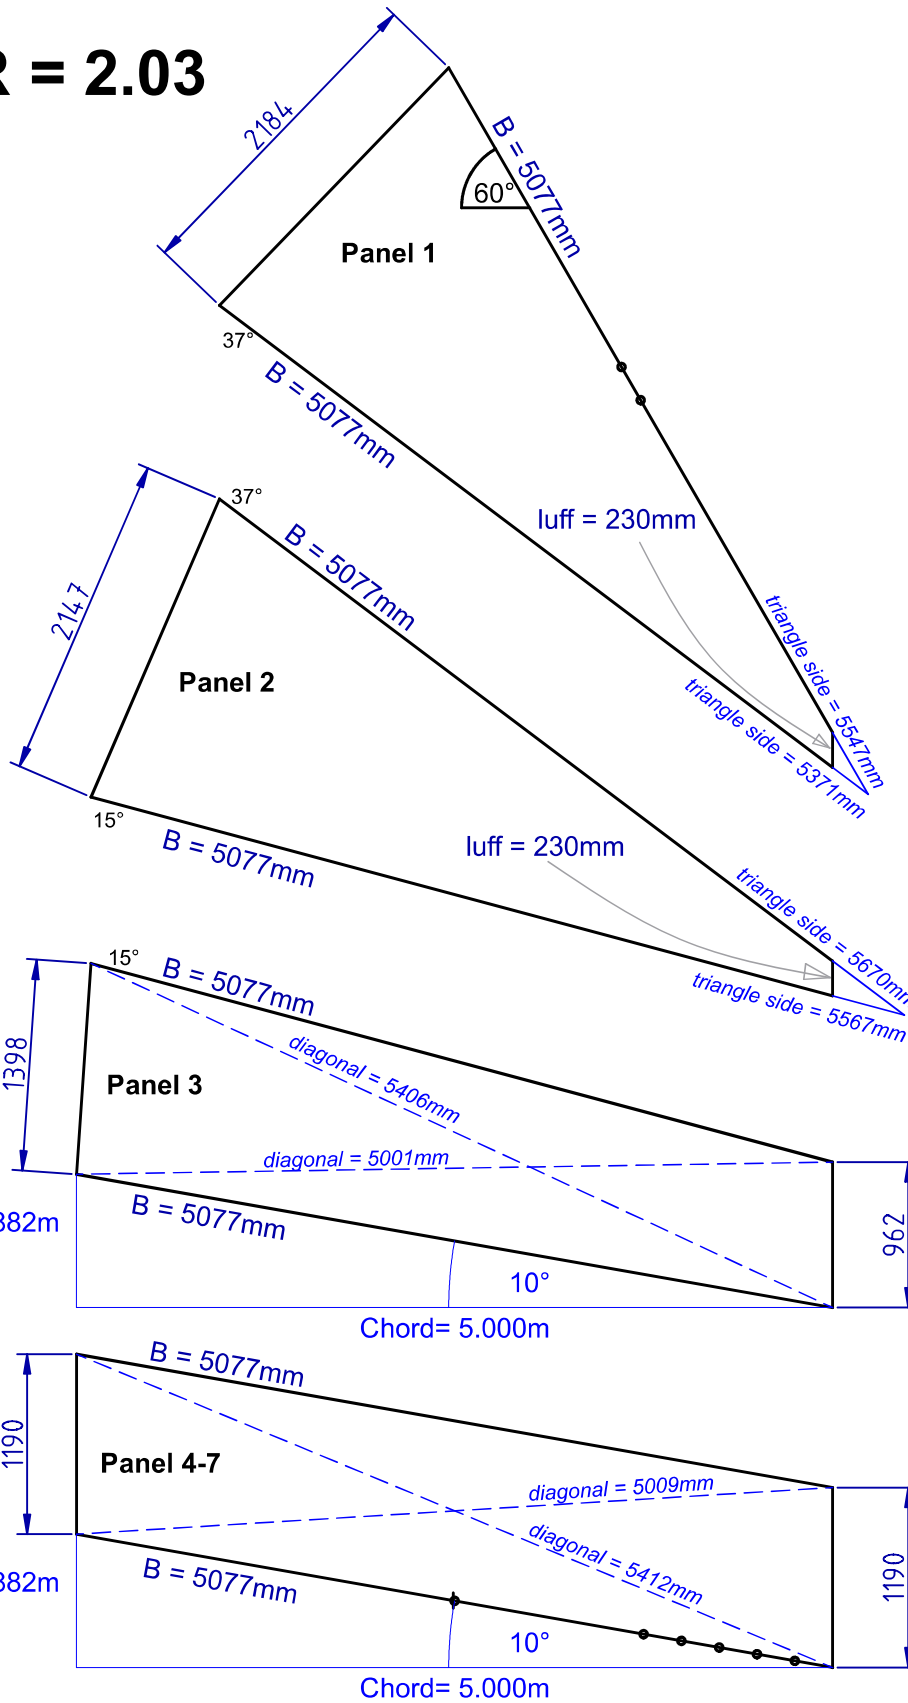 R = 2.03
2184
B = 5077mm
60°
Panel 1
37°
B = 5077mm
luff = 230mm
triangle side = 5547mm
triangle side = 5371mm
37°
B = 5077mm
2147
Panel 2
15°
B = 5077mm
luff = 230mm
triangle side = 5670mm
triangle side = 5567mm
15°
B = 5077mm
1398
diagonal = 5406mm
Panel 3
diagonal = 5001mm
B = 5077mm
382m
962
10°
Chord= 5.000m
B = 5077mm
1190
Panel 4-7
diagonal = 5009mm
diagonal = 5412mm
B = 5077mm
382m
1190
10°
Chord= 5.000m